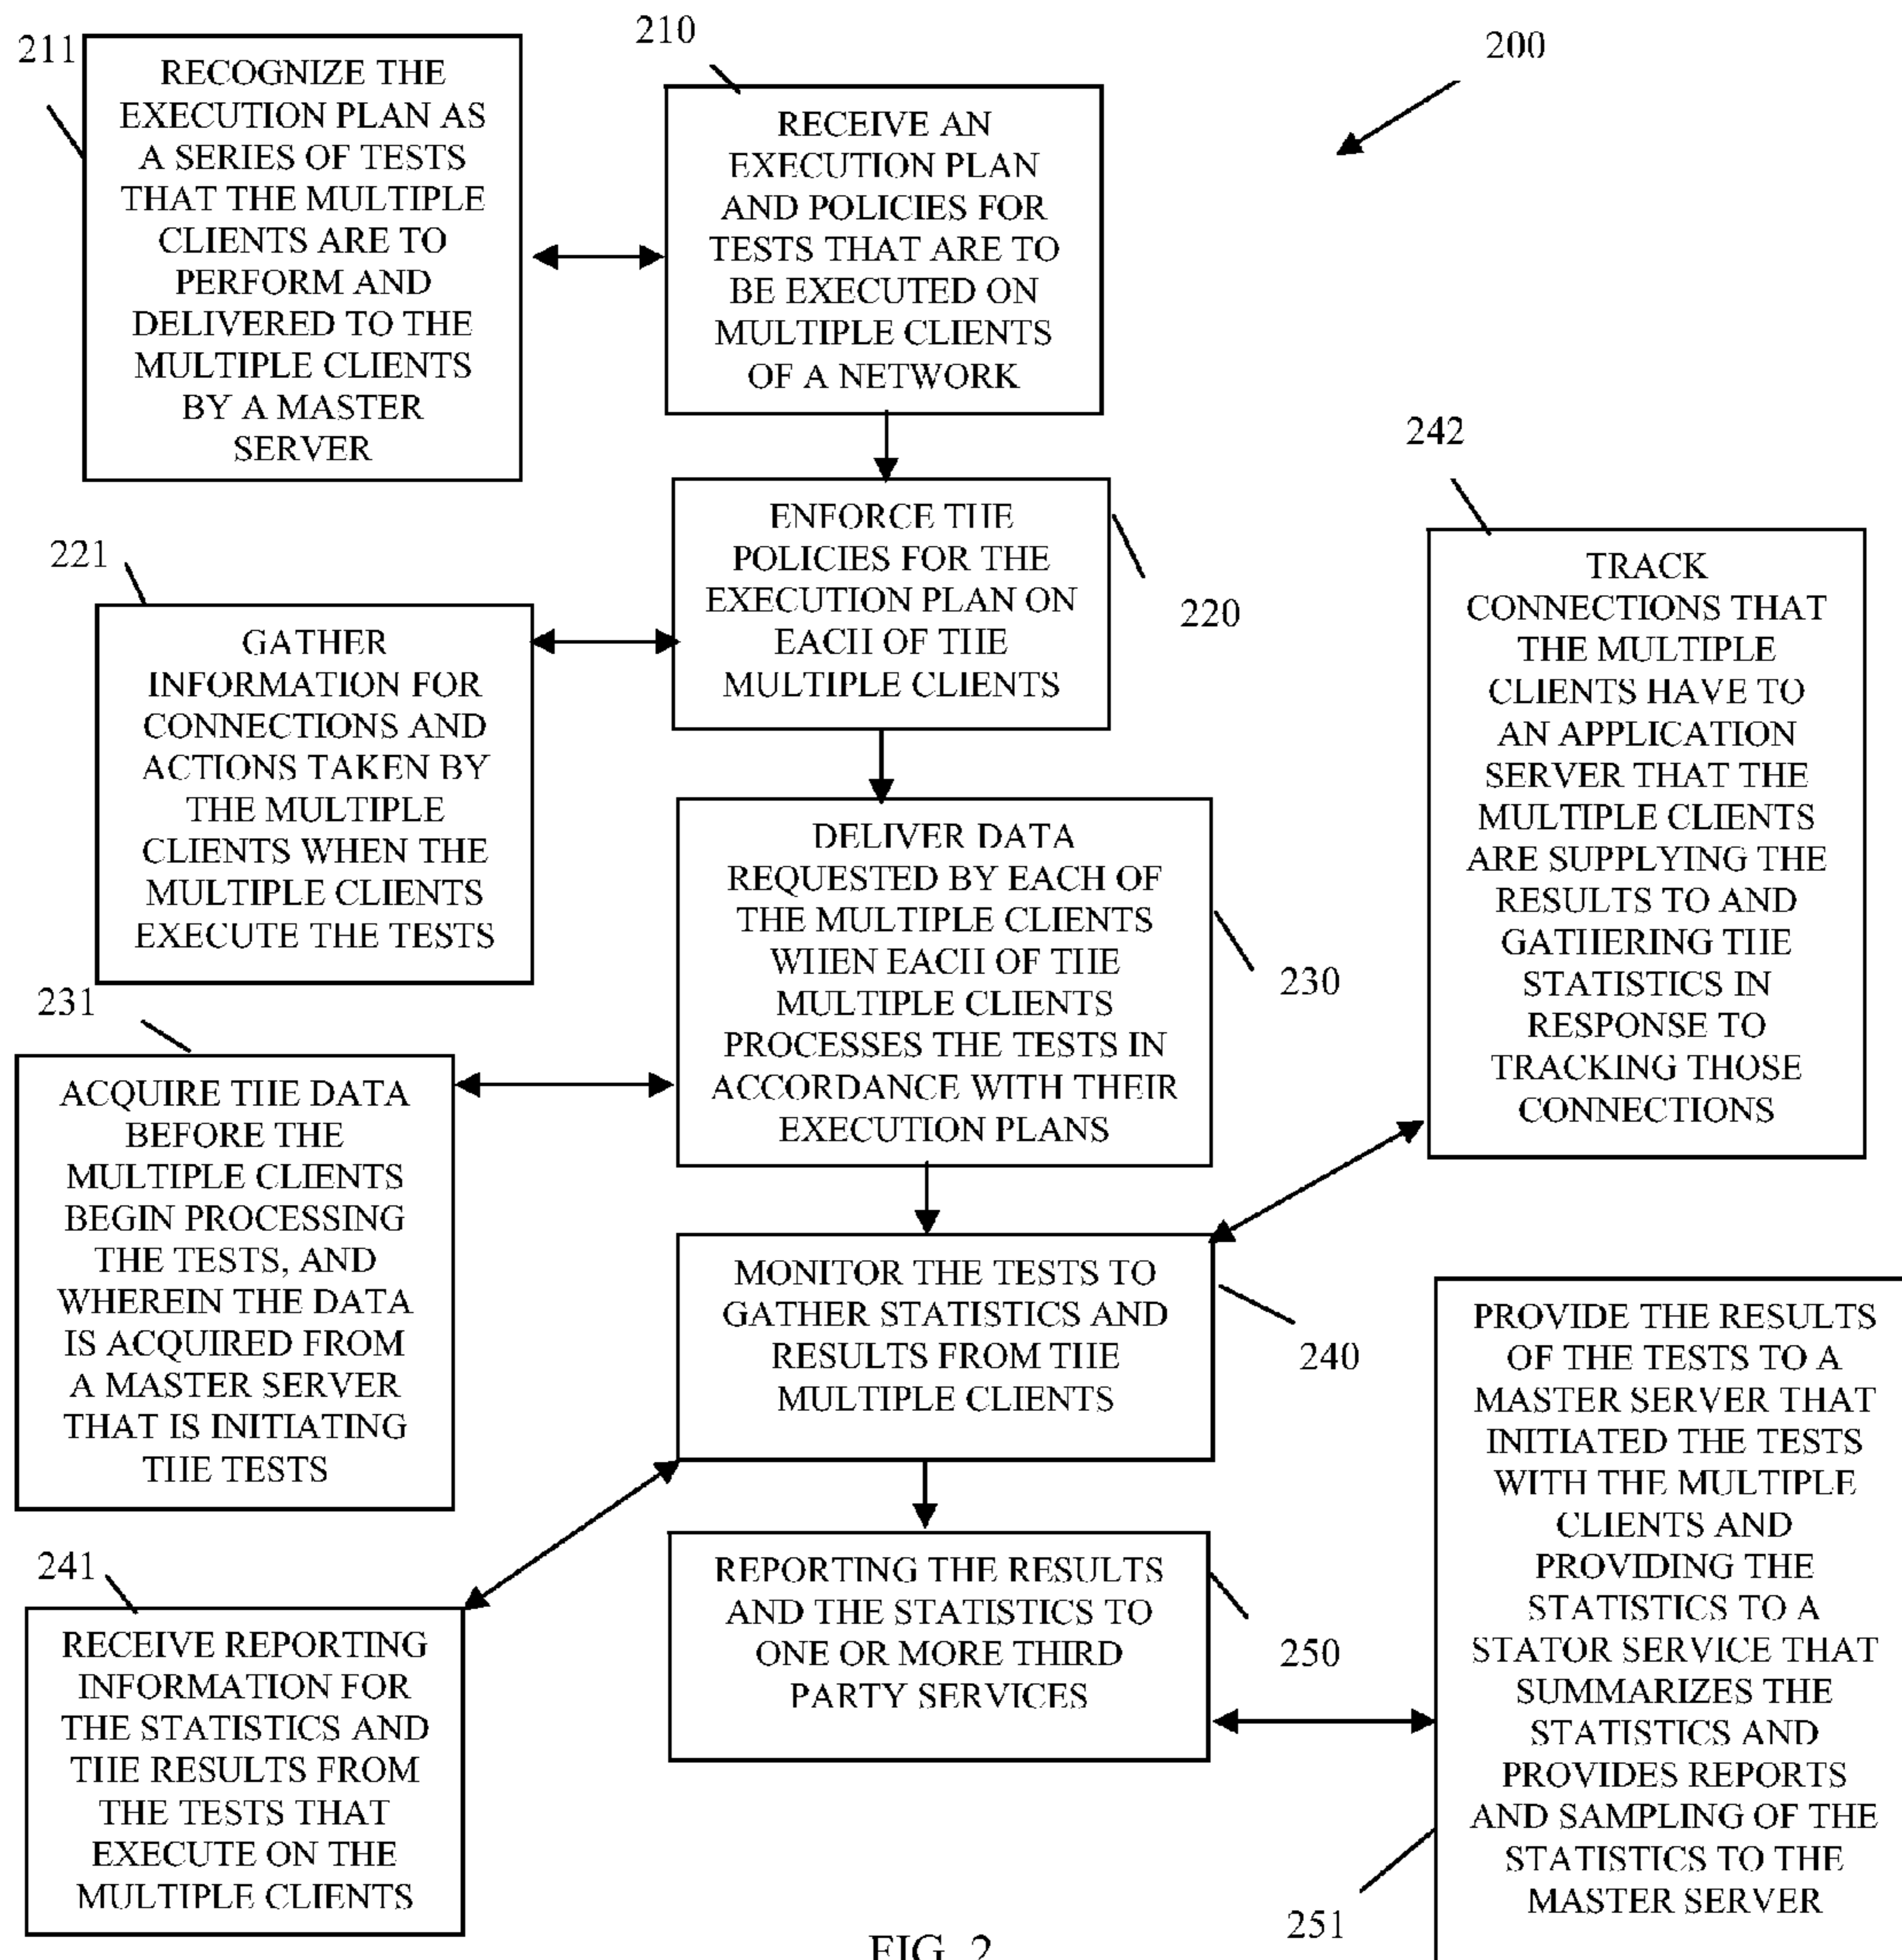 200
210
RECEIVE AN
EXECUTION PLAN
AND POLICIES FOR
TESTS THAT ARE TO
BE EXECUTED ON
MULTIPLE CLIENTS
OF A NETWORK
211
RECOGNIZE THE
EXECUTION PLAN AS
A SERIES OF TESTS
THAT THE MULTIPLE
CLIENTS ARE TO
PERFORM AND
DELIVERED TO THE
MULTIPLE CLIENTS
BY A MASTER
SERVER
220
ENFORCE THE
POLICIES FOR THE
EXECUTION PLAN ON
EACH OF THE
MULTIPLE CLIENTS
221
GATHER
INFORMATION FOR
CONNECTIONS AND
ACTIONS TAKEN BY
THE MULTIPLE
CLIENTS WHEN THE
MULTIPLE CLIENTS
EXECUTE THE TESTS
230
DELIVER DATA
REQUESTED BY EACH OF
THE MULTIPLE CLIENTS
WHEN EACH OF THE
MULTIPLE CLIENTS
PROCESSES THE TESTS IN
ACCORDANCE WITH THEIR
EXECUTION PLANS
231
ACQUIRE THE DATA
BEFORE THE
MULTIPLE CLIENTS
BEGIN PROCESSING
THE TESTS, AND
WHEREIN THE DATA
IS ACQUIRED FROM
A MASTER SERVER
THAT IS INITIATING
THE TESTS
240
MONITOR THE TESTS TO
GATHER STATISTICS AND
RESULTS FROM THE
MULTIPLE CLIENTS
241
RECEIVE REPORTING
INFORMATION FOR
THE STATISTICS AND
THE RESULTS FROM
THE TESTS THAT
EXECUTE ON THE
MULTIPLE CLIENTS
242
TRACK
CONNECTIONS THAT
THE MULTIPLE
CLIENTS HAVE TO
AN APPLICATION
SERVER THAT THE
MULTIPLE CLIENTS
ARE SUPPLYING THE
RESULTS TO AND
GATHERING THE
STATISTICS IN
RESPONSE TO
TRACKING THOSE
CONNECTIONS
250
REPORTING THE RESULTS
AND THE STATISTICS TO
ONE OR MORE THIRD
PARTY SERVICES
251
PROVIDE THE RESULTS
OF THE TESTS TO A
MASTER SERVER THAT
INITIATED THE TESTS
WITH THE MULTIPLE
CLIENTS AND
PROVIDING THE
STATISTICS TO A
STATOR SERVICE THAT
SUMMARIZES THE
STATISTICS AND
PROVIDES REPORTS
AND SAMPLING OF THE
STATISTICS TO THE
MASTER SERVER
FIG. 2